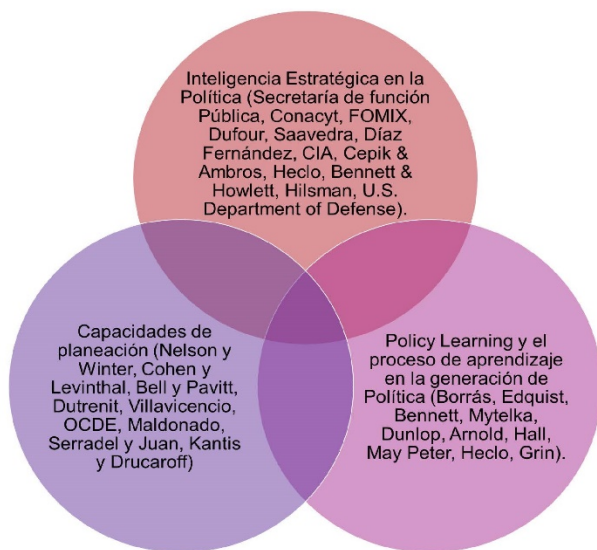 Inteligencia Estratégica en la
Política (Secretaría de función
Pública, Conacyt, FOMIX,
Dufour, Saavedra, Díaz
Fernández, CIA, Cepik &
Ambros, Heclo, Bennett &
Howlett, Hilsman, U.S.
Department of Defense).
Capacidades de
planeación (Nelson y
Winter, Cohen y
Levinthal, Bell y Pavitt,
Dutrenit, Villavicencio,
OCDE, Maldonado,
Serradel y Juan, Kantis
y Drucaroff)
Policy Learning y el
proceso de aprendizaje
en la generación de
Política (Borrás, Edquist,
Bennett, Mytelka,
Dunlop, Arnold, Hall,
May Peter, Heclo, Grin).